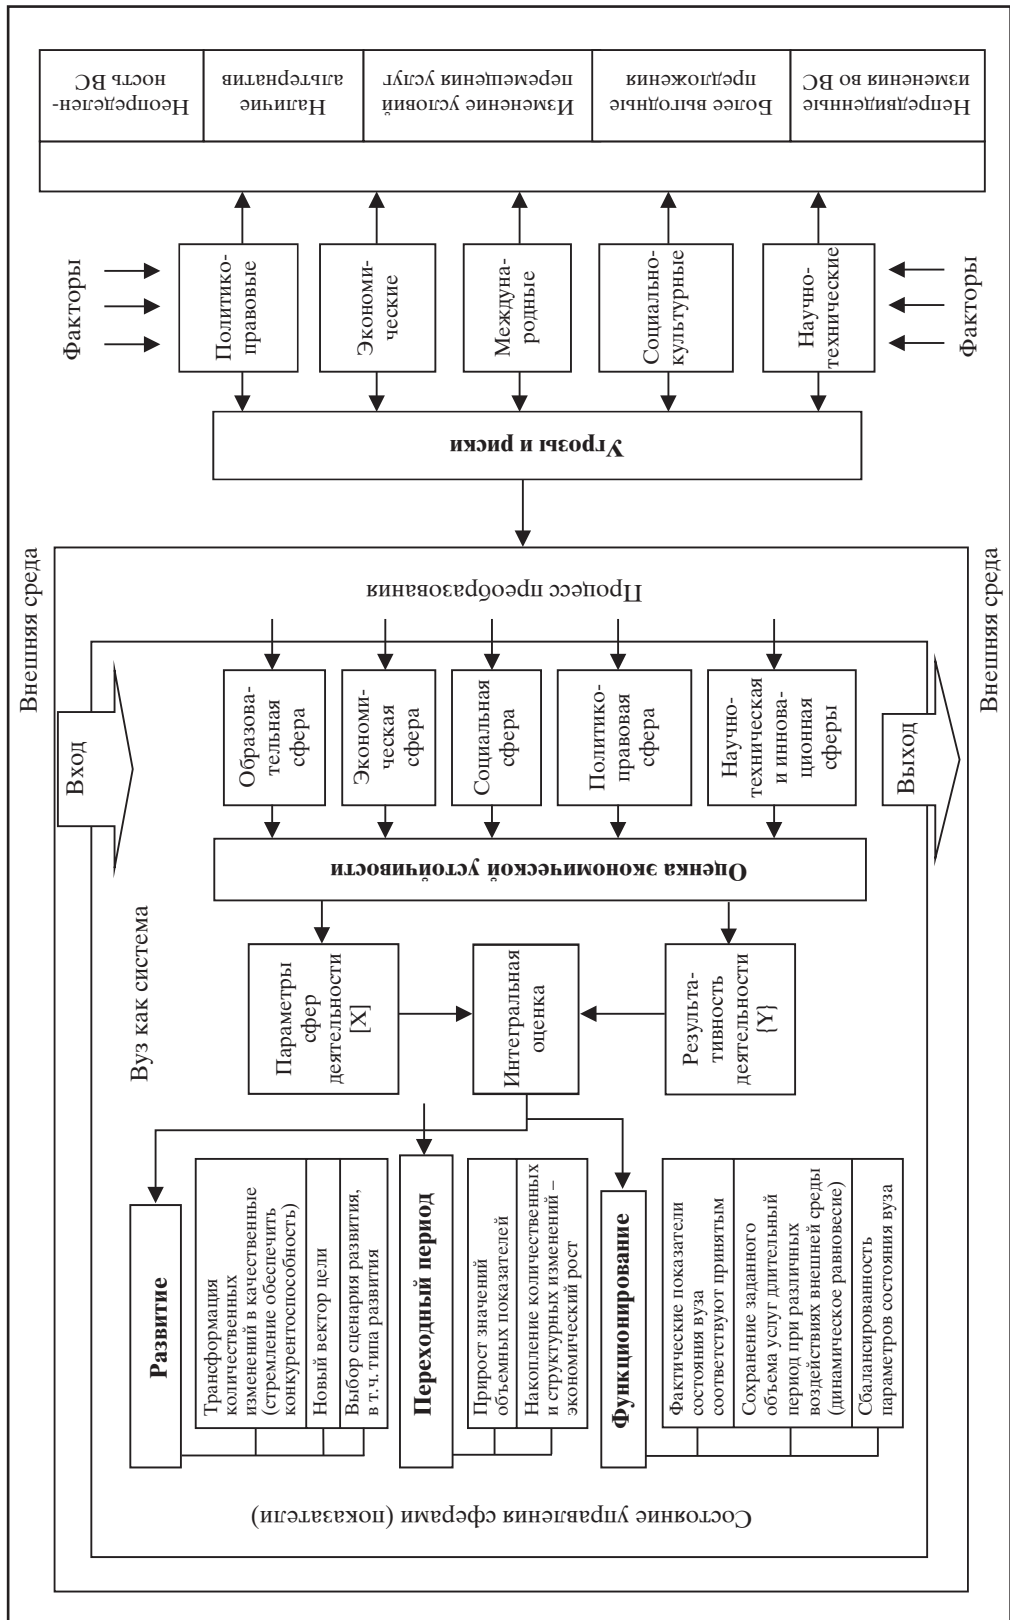 Неопределен-
ность ВС
Наличие
альтернатив
Изменение условий
перемещения услуг
Более выгодные
предложения
Непредвиденные
изменения во ВС
Факторы
Политико-
правовые
Экономи-
ческие
Междуна-
родные
Социально-
культурные
Научно-
технические
Факторы
Угрозы и риски
Внешняя среда
Внешняя среда
Процесс преобразования
Вход
Образова-
тельная
сфера
Экономи-
ческая
сфера
Социальная
сфера
Политико-
правовая
сфера
Научно-
техническая
и иннова-
ционная
сферы
Выход
Оценка экономической устойчивости
Вуз как система
Параметры
сфер
деятельности
[X]
Интегральная
оценка
Результа-
тивность
деятельности
{Y}
Развитие
Трансформация
количественных
изменений в качественные
(стремление обеспечить
конкурентоспособность)
Новый вектор цели
Выбор сценария развития,
в т.ч. типа развития
Переходный период
Прирост значений
объемных показателей
Накопление количественных
и структурных изменений –
экономический рост
Функционирование
Фактические показатели
состояния вуза
соответствуют принятым
Сохранение заданного
объема услуг длительный
период при различных
воздействиях внешней среды
(динамическое равновесие)
Сбалансированность
параметров состояния вуза
Состояние управления сферами (показатели)